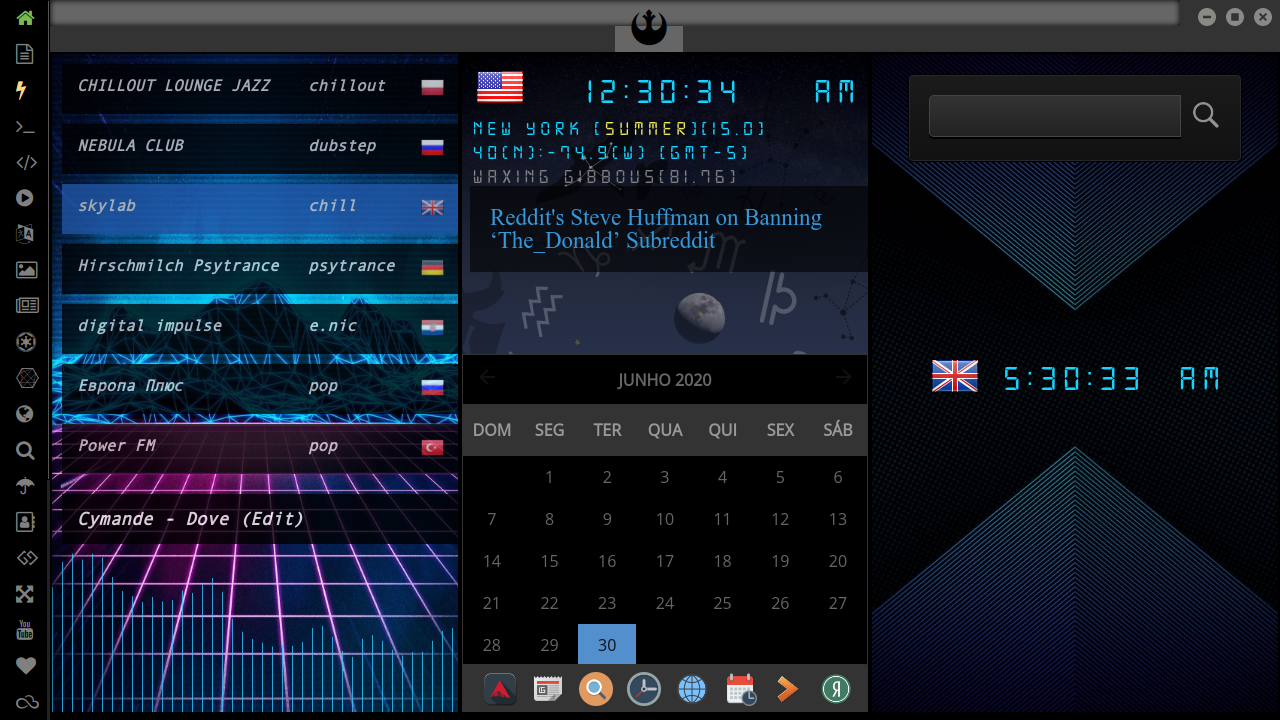 CHILLOUT LOUNGE JAZZ chillout
NEBULA CLUB dubstep
skylab chill
Hirschmilch Psytrance psytrance
digital impulse e.nic
Европа Плюс pop
Power FM pop
Cymande - Dove (Edit)
12:30:34 AM
NEW YORK (SUMMER)(15.0)
40(N):-74.9(W) (GMT-5)
WAXING GIBBOUS(81.76)
Reddit's Steve Huffman on Banning
‘The_Donald’ Subreddit
JUNHO 2020
DOM SEG TER QUA QUI SEX SÁB
1 2 3 4 5 6
7 8 9 10 11 12 13
14 15 16 17 18 19 20
21 22 23 24 25 26 27
28 29 30
5:30:33 AM